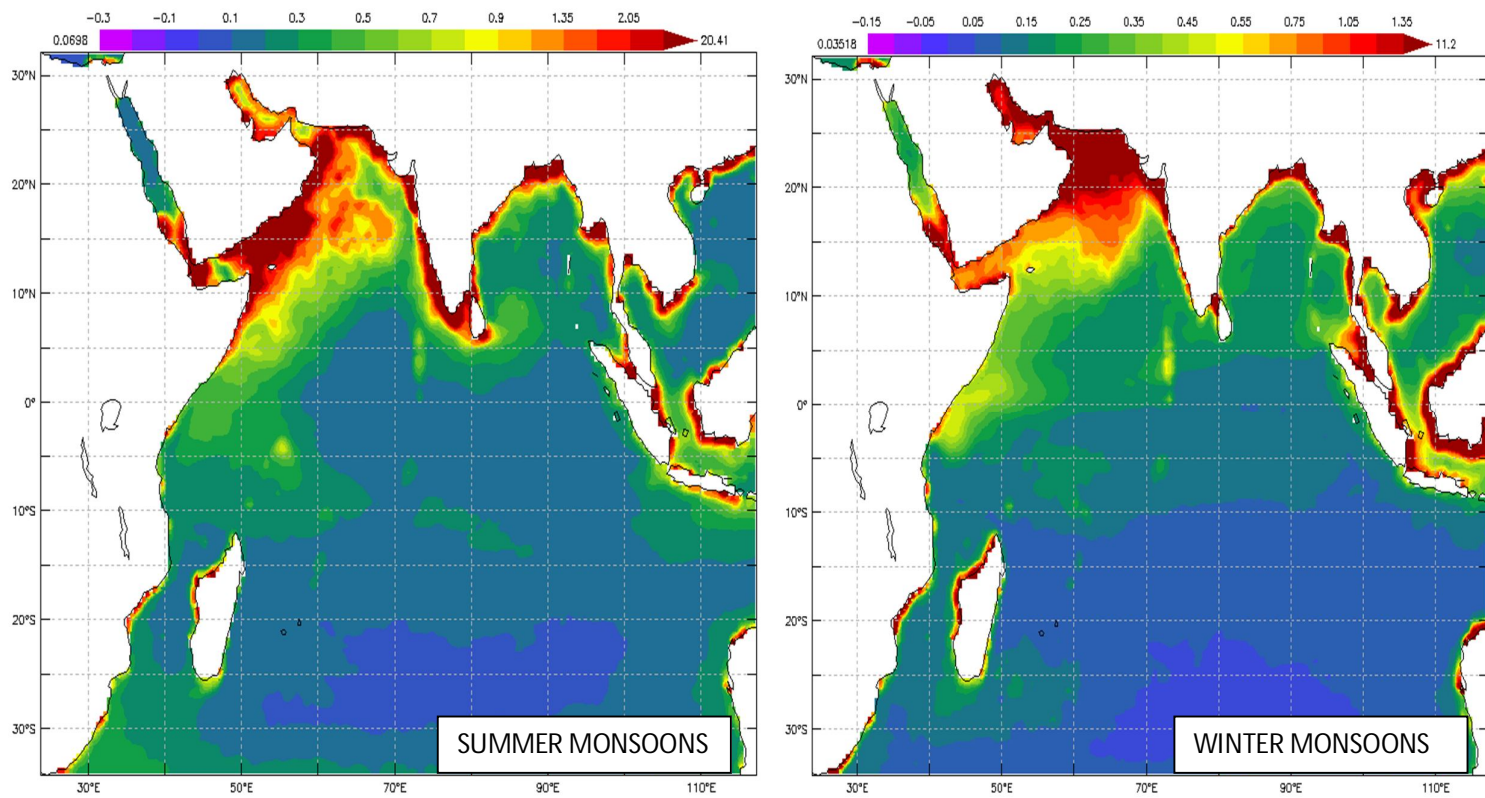 -0.3 -0.1 0.1 0.3 0.5 0.7 0.9 1.35 2.05
0.0698 20.41
30°N
20°N
10°N
0°
10°S
20°S
30°S
30°E 50°E 70°E 90°E 110°E
SUMMER MONSOONS
-0.15 -0.05 0.05 0.15 0.25 0.35 0.45 0.55 0.75 1.05 1.35
0.03518 11.2
30°N
20°N
10°N
0°
10°S
20°S
30°S
30°E 50°E 70°E 90°E 110°E
WINTER MONSOONS